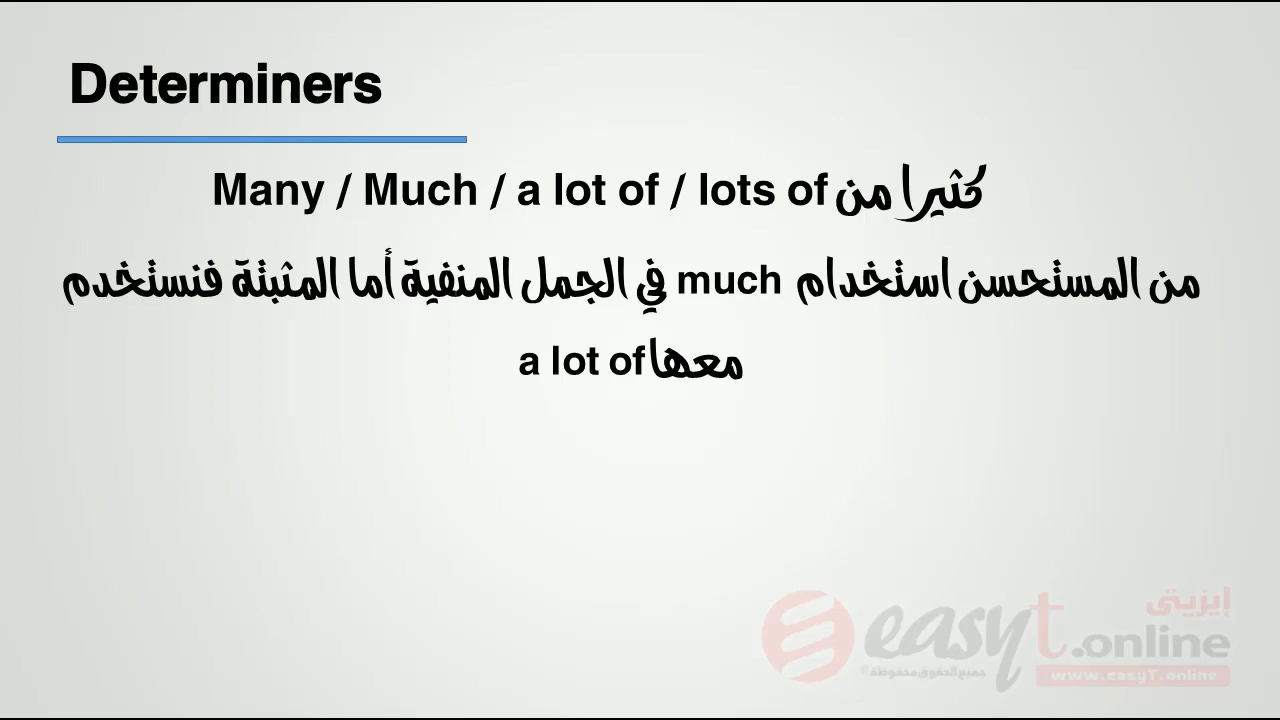 Determiners
Many / Much / a lot of / lots of كثيرا من
من المستحسن استخدام much في الجمل المنفية أما المثبتة فنستخدم
معها a lot of
إيزيتي
easyT.online
جميع الحقوق محفوظة ©
www.easyT.online